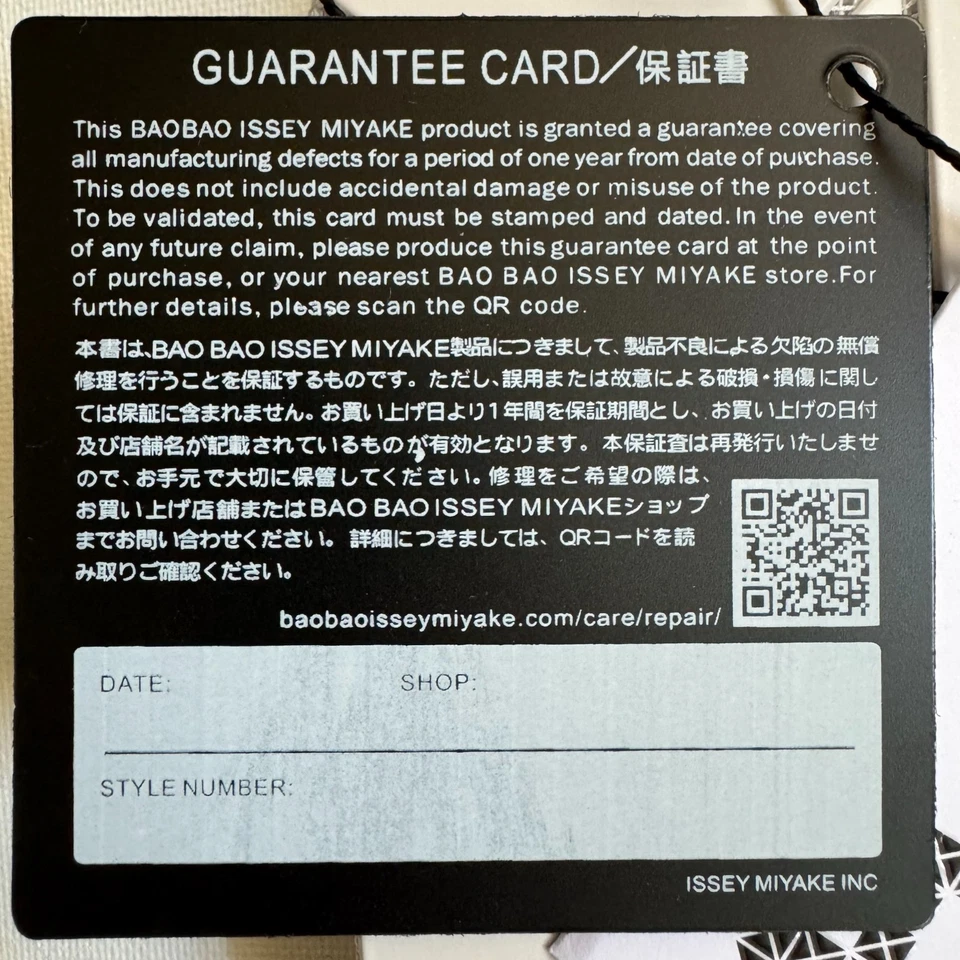 GUARANTEE CARD/保証書
This BAOBAO ISSEY MIYAKE product is granted a guarantee covering
all manufacturing defects for a period of one year from date of purchase.
This does not include accidental damage or misuse of the product.
To be validated, this card must be stamped and dated. In the event
of any future claim, please produce this guarantee card at the point
of purchase, or your nearest BAO BAO ISSEY MIYAKE store. For
further details, please scan the QR code.
本書は、BAO BAO ISSEY MIYAKE製品につきまして、製品不良による欠陥の無償
修理を行うことを保証するものです。ただし、誤用または故意による破損・損傷に関し
ては保証に含まれません。お買い上げ日より1年間を保証期間とし、お買い上げの日付
及び店舗名が記載されているものが有効となります。本保証査は再発行いたしませ
ので、お手元で大切に保管してください。修理をご希望の際は、
お買い上げ店舗またはBAO BAO ISSEY MIYAKEショップ
までお問い合わせください。詳細につきましては、QRコードを読
み取りご確認ください。
baobaoisseymiyake.com/care/repair/
DATE: SHOP:
STYLE NUMBER:
ISSEY MIYAKE INC